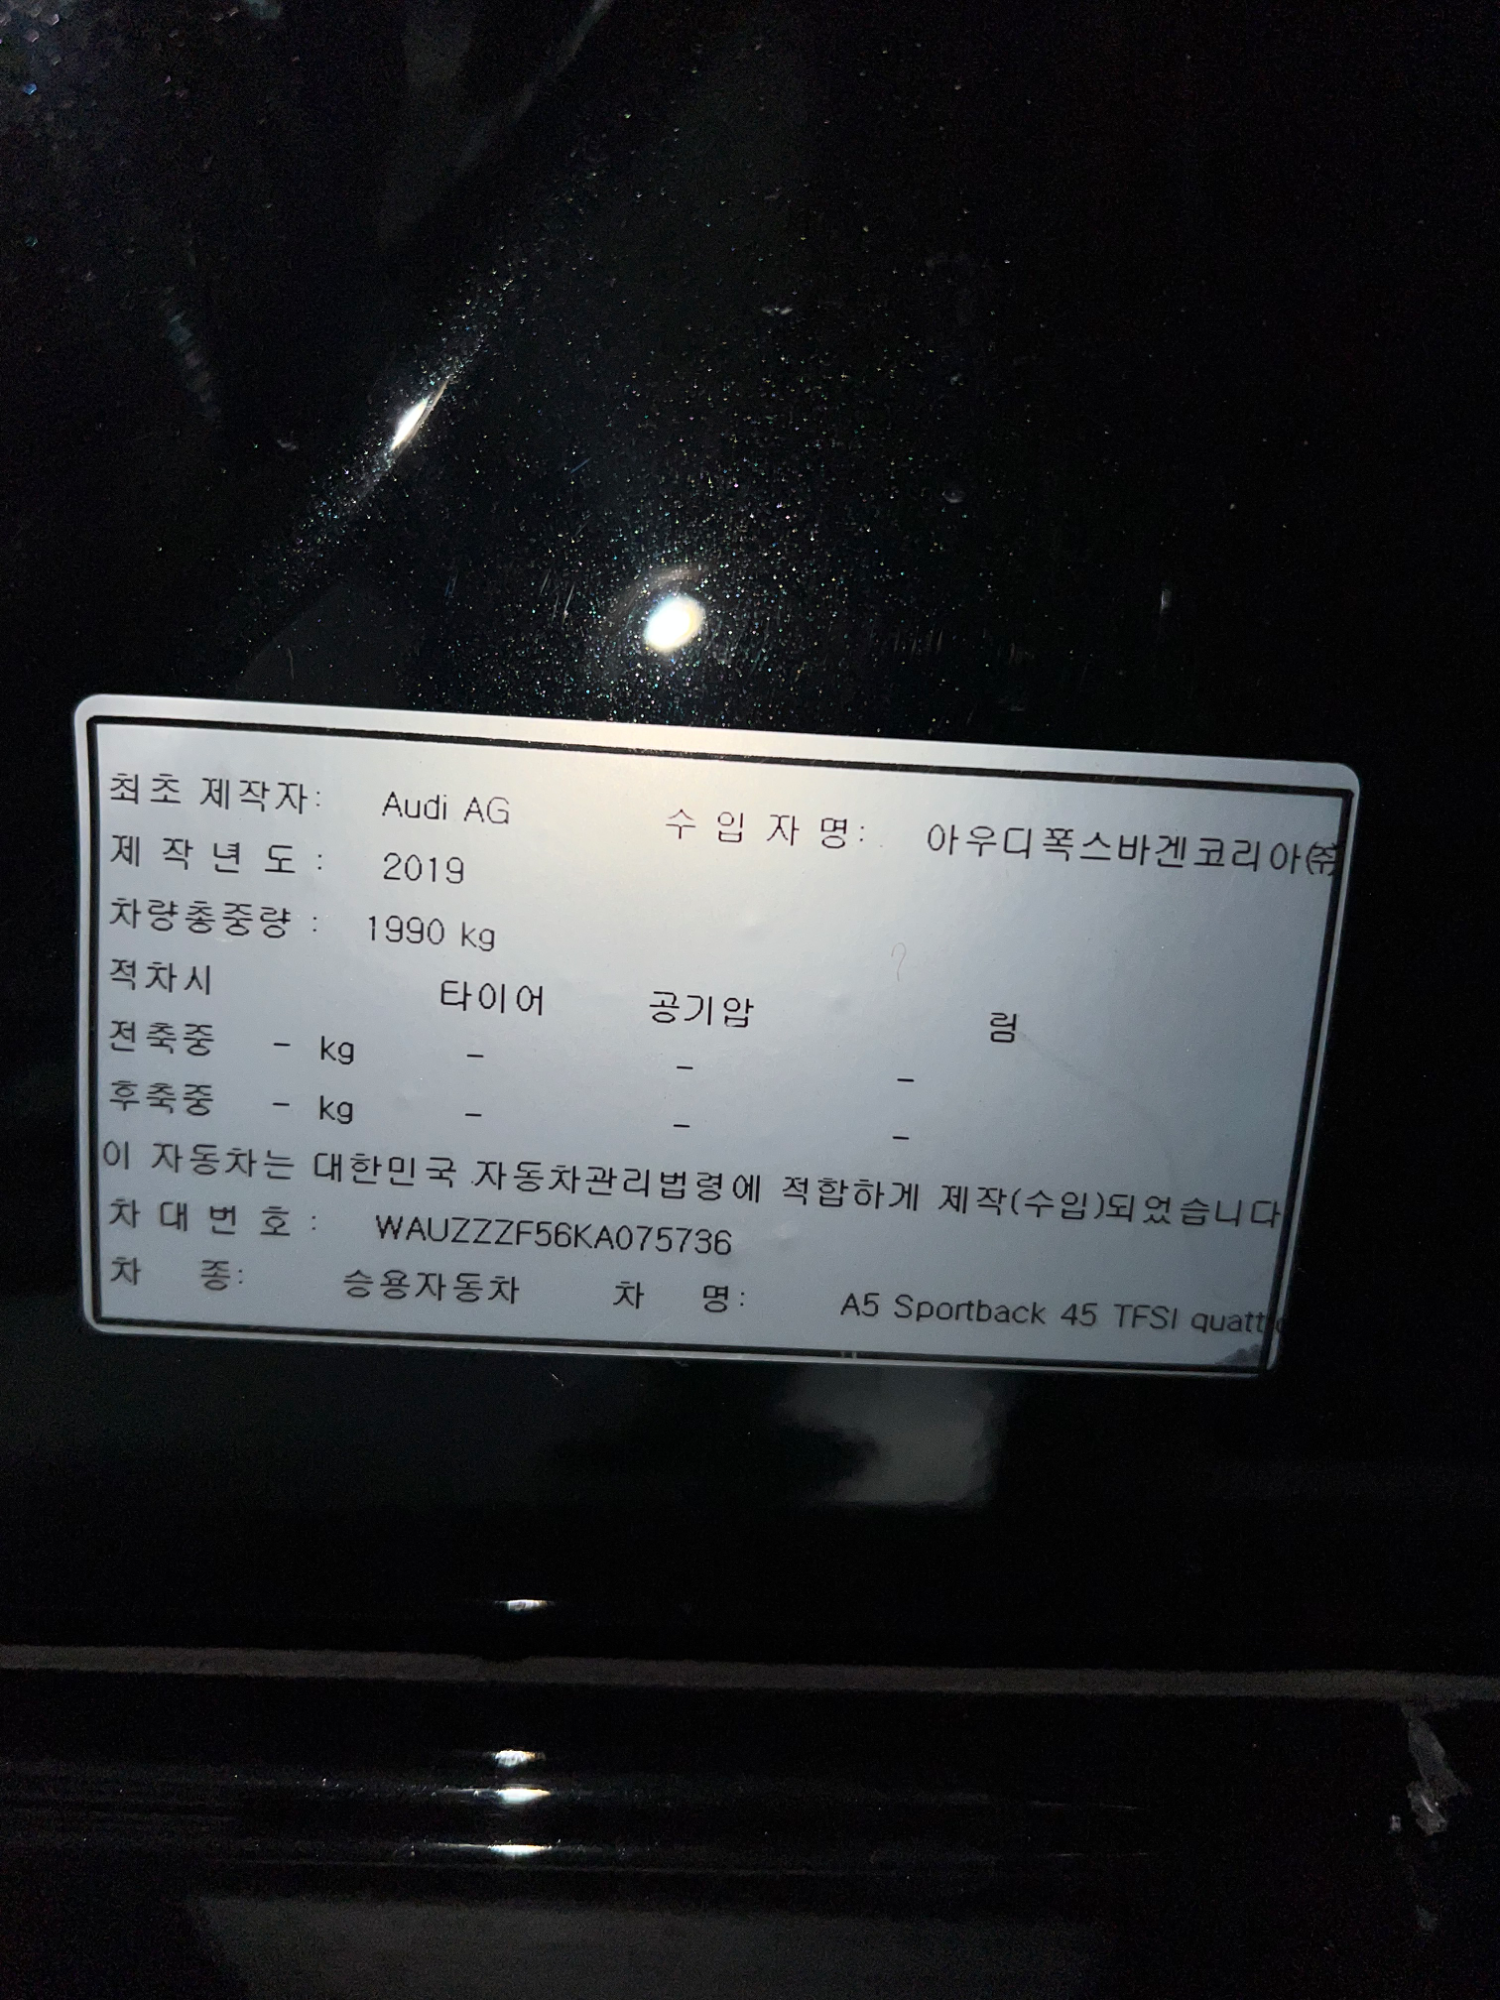 최초 제작자: Audi AG 수 입 자 명: 아우디폭스바겐코리아㈜
제 작 년 도 : 2019
차량총중량 : 1990 kg
적차시 타이어 공기압 림
전축중 - kg - - -
후축중 - kg - - -
이 자동차는 대한민국 자동차관리법령에 적합하게 제작(수입)되었습니다
차 대 번 호 : WAUZZZF56KA075736
차 종: 승용자동차 차 명: A5 Sportback 45 TFSI